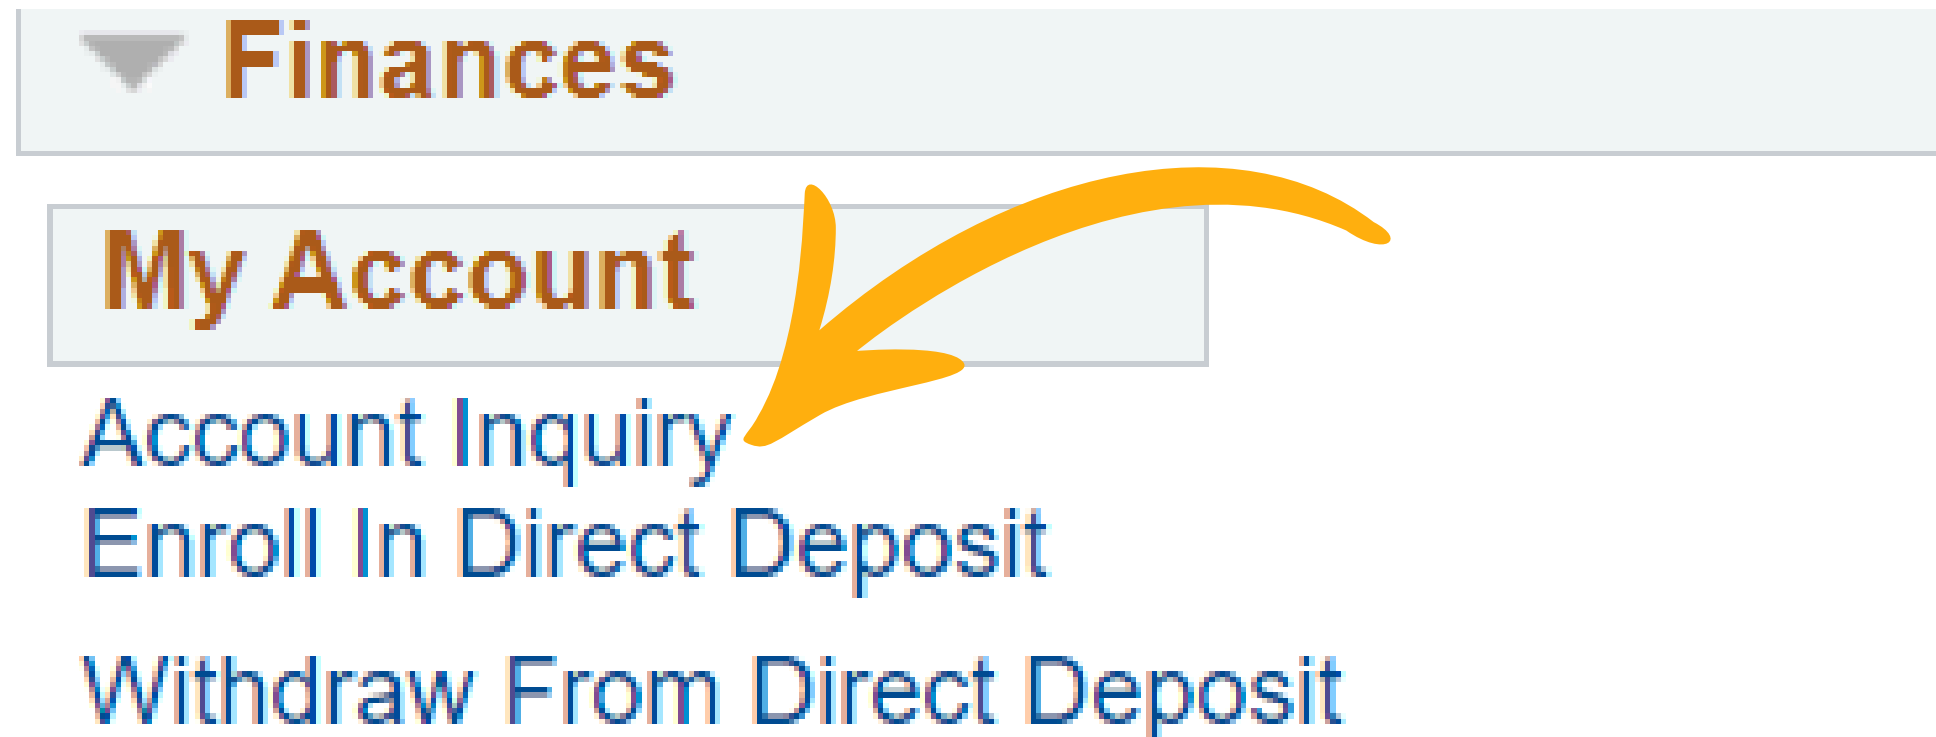 Finances
My Account
Account Inquiry
Enroll In Direct Deposit
Withdraw From Direct Deposit